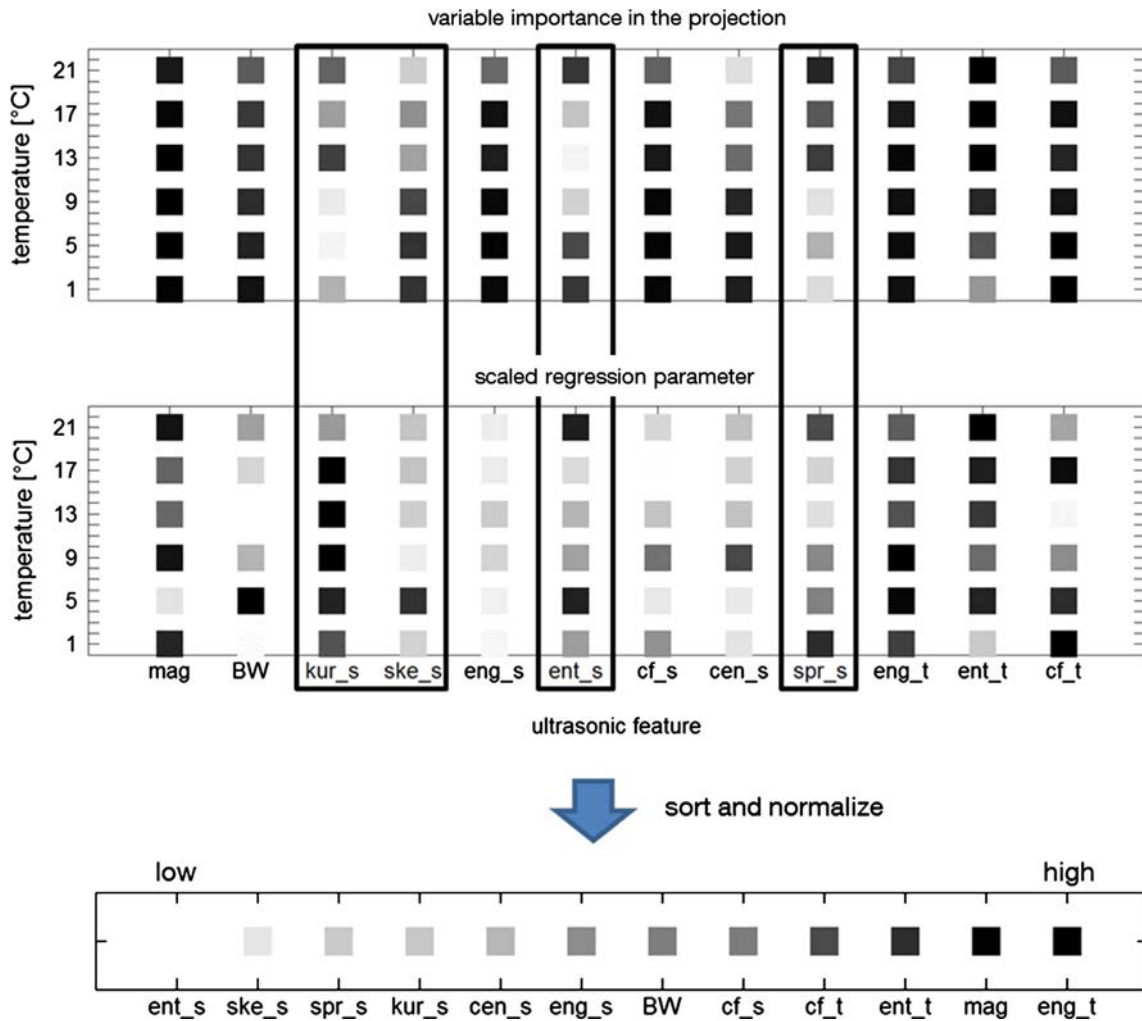 variable importance in the projection
temperature [°C]
21
17
13
9
5
1
scaled regression parameter
temperature [°C]
21
17
13
9
5
1
mag BW kur_s ske_s eng_s ent_s cf_s cen_s spr_s eng_t ent_t cf_t
ultrasonic feature
sort and normalize
low high
ent_s ske_s spr_s kur_s cen_s eng_s BW cf_s cf_t ent_t mag eng_t